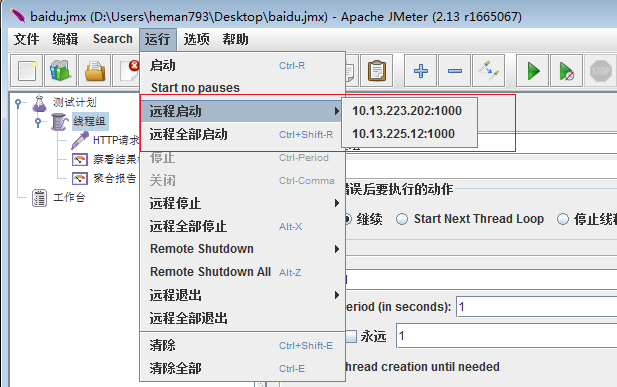 baidu.jmx (D:\Users\heman793\Desktop\baidu.jmx) - Apache JMeter (2.13 r1665067)
文件 编辑 Search 运行 选项 帮助
启动 Ctrl-R
Start no pauses
测试计划
线程组
HTTP请求
察看结果
聚合报告
工作台
远程启动
10.13.223.202:1000
10.13.225.12:1000
远程全部启动 Ctrl+Shift-R
停止 Ctrl-Period
关闭 Ctrl-Comma
远程停止
远程全部停止 Alt-X
Remote Shutdown
Remote Shutdown All Alt-Z
远程退出
远程全部退出
清除 Ctrl+Shift-E
清除全部 Ctrl-E
错误后要执行的动作
继续 Start Next Thread Loop 停止线程
eriod (in seconds): 1
永远 1
hread creation until needed